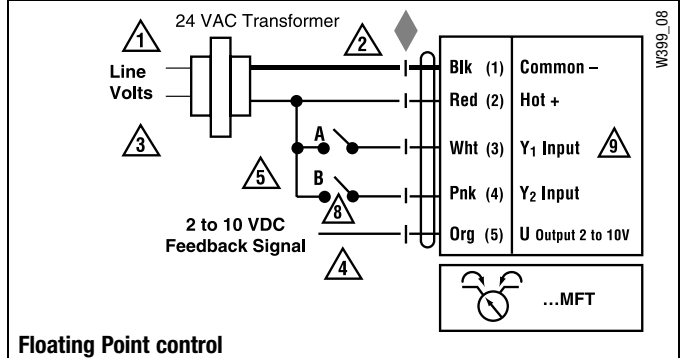 24 VAC Transformer
W399_08
1
2
Line
Volts
Blk (1) Common –
Red (2) Hot +
3
A
Wht (3) Y1 Input
9
5
B
8
Pnk (4) Y2 Input
2 to 10 VDC
Feedback Signal
Org (5) U Output 2 to 10V
4
...MFT
Floating Point control